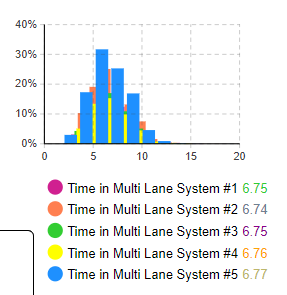 40%
30%
20%
10%
0%
0 5 10 15 20
Time in Multi Lane System #1 6.75
Time in Multi Lane System #2 6.74
Time in Multi Lane System #3 6.75
Time in Multi Lane System #4 6.76
Time in Multi Lane System #5 6.77